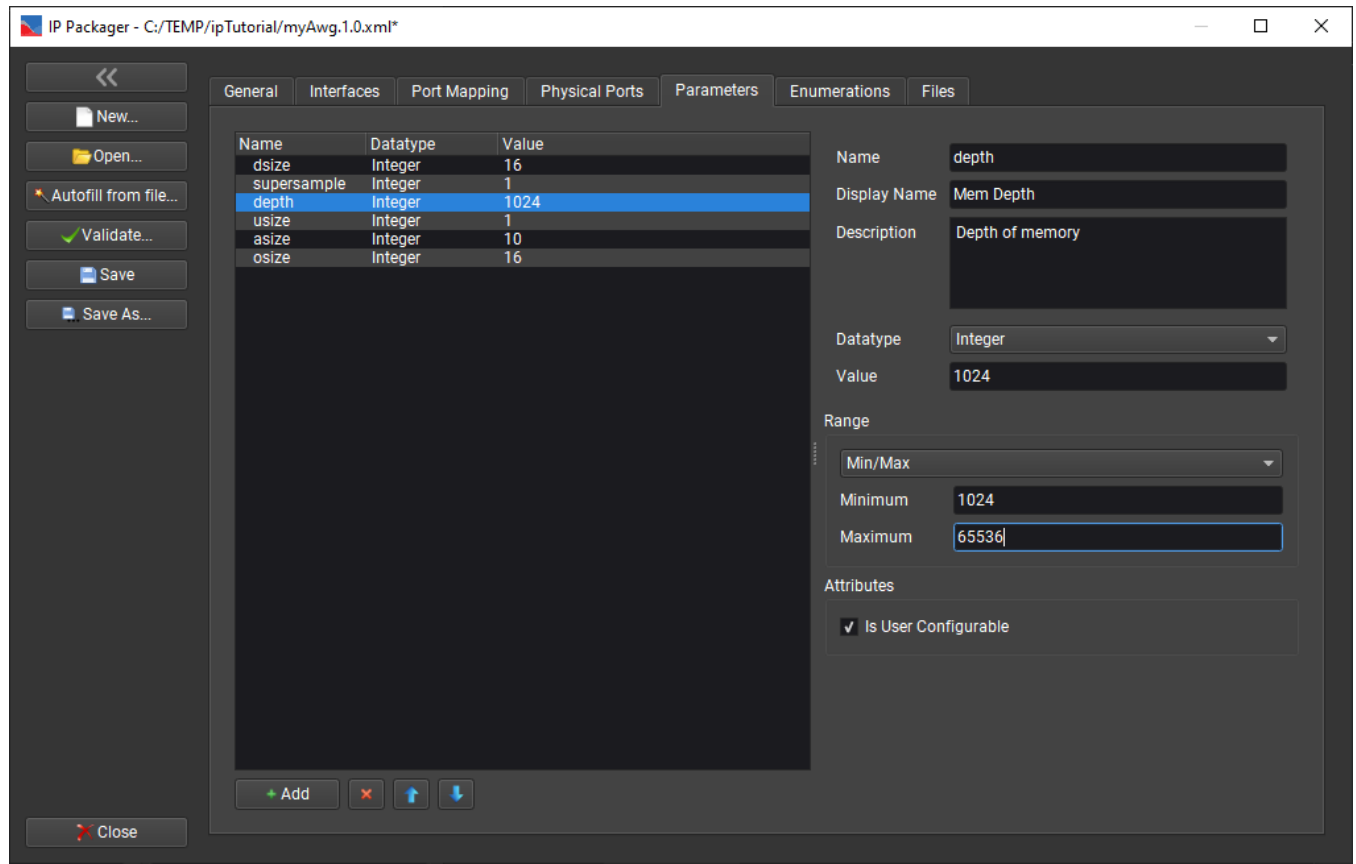 IP Packager - C:/TEMP/ipTutorial/myAwg.1.0.xml*
New...
Open...
Autofill from file...
Validate...
Save
Save As...
Close
General Interfaces Port Mapping Physical Ports Parameters Enumerations Files
Name Datatype Value
dsize Integer 16
supersample Integer 1
depth Integer 1024
usize Integer 1
asize Integer 10
osize Integer 16
+ Add
Name depth
Display Name Mem Depth
Description Depth of memory
Datatype Integer
Value 1024
Range
Min/Max
Minimum 1024
Maximum 65536
Attributes
Is User Configurable